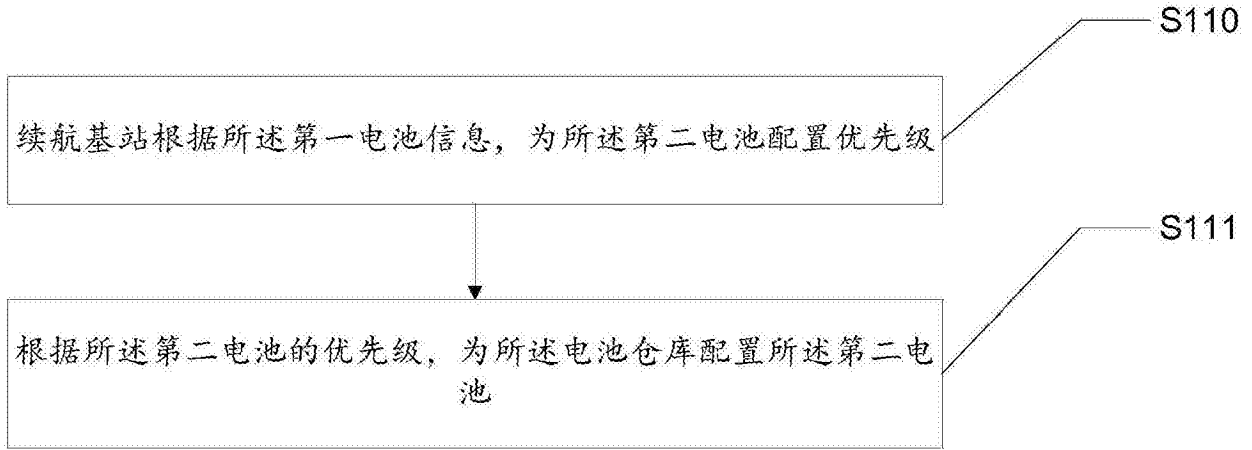 S110
续航基站根据所述第一电池信息，为所述第二电池配置优先级
S111
根据所述第二电池的优先级，为所述电池仓库配置所述第二电
池